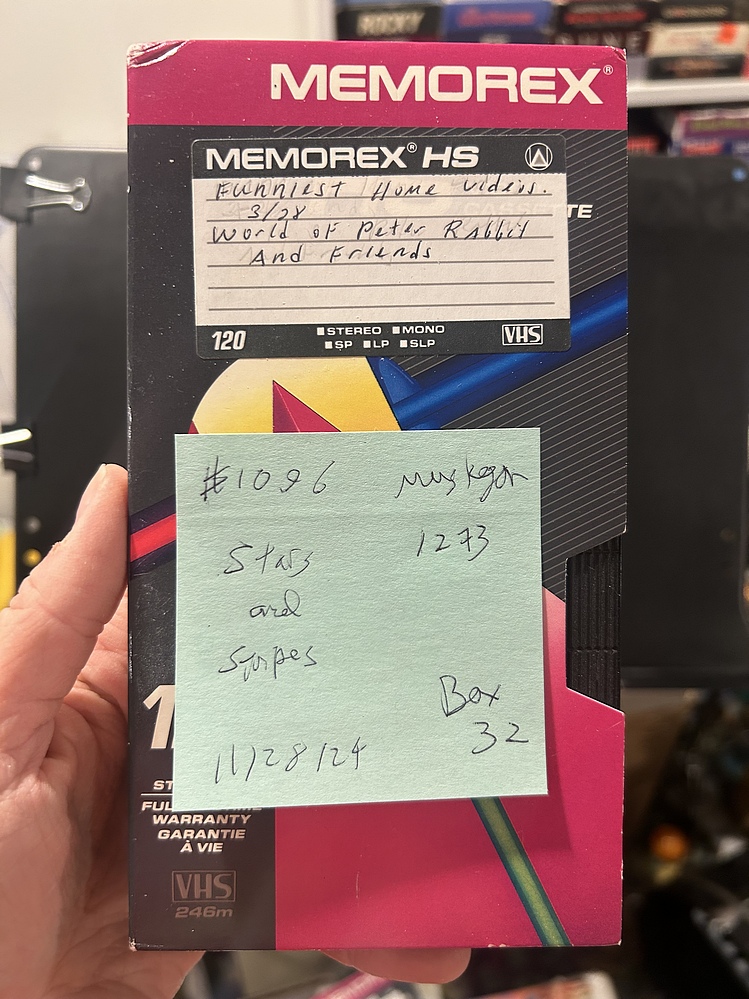 ROCKY
MEMOREX®
MEMOREX® HS
Funniest Home Videos.
3/28
World of Peter Rabbit
And Friends
120
STEREO MONO
SP LP SLP
VHS
#1096
Muskegon
1273
Stars
and
Stripes
Box
32
11/28/24
WARRANTY
GARANTIE
À VIE
VHS
246m